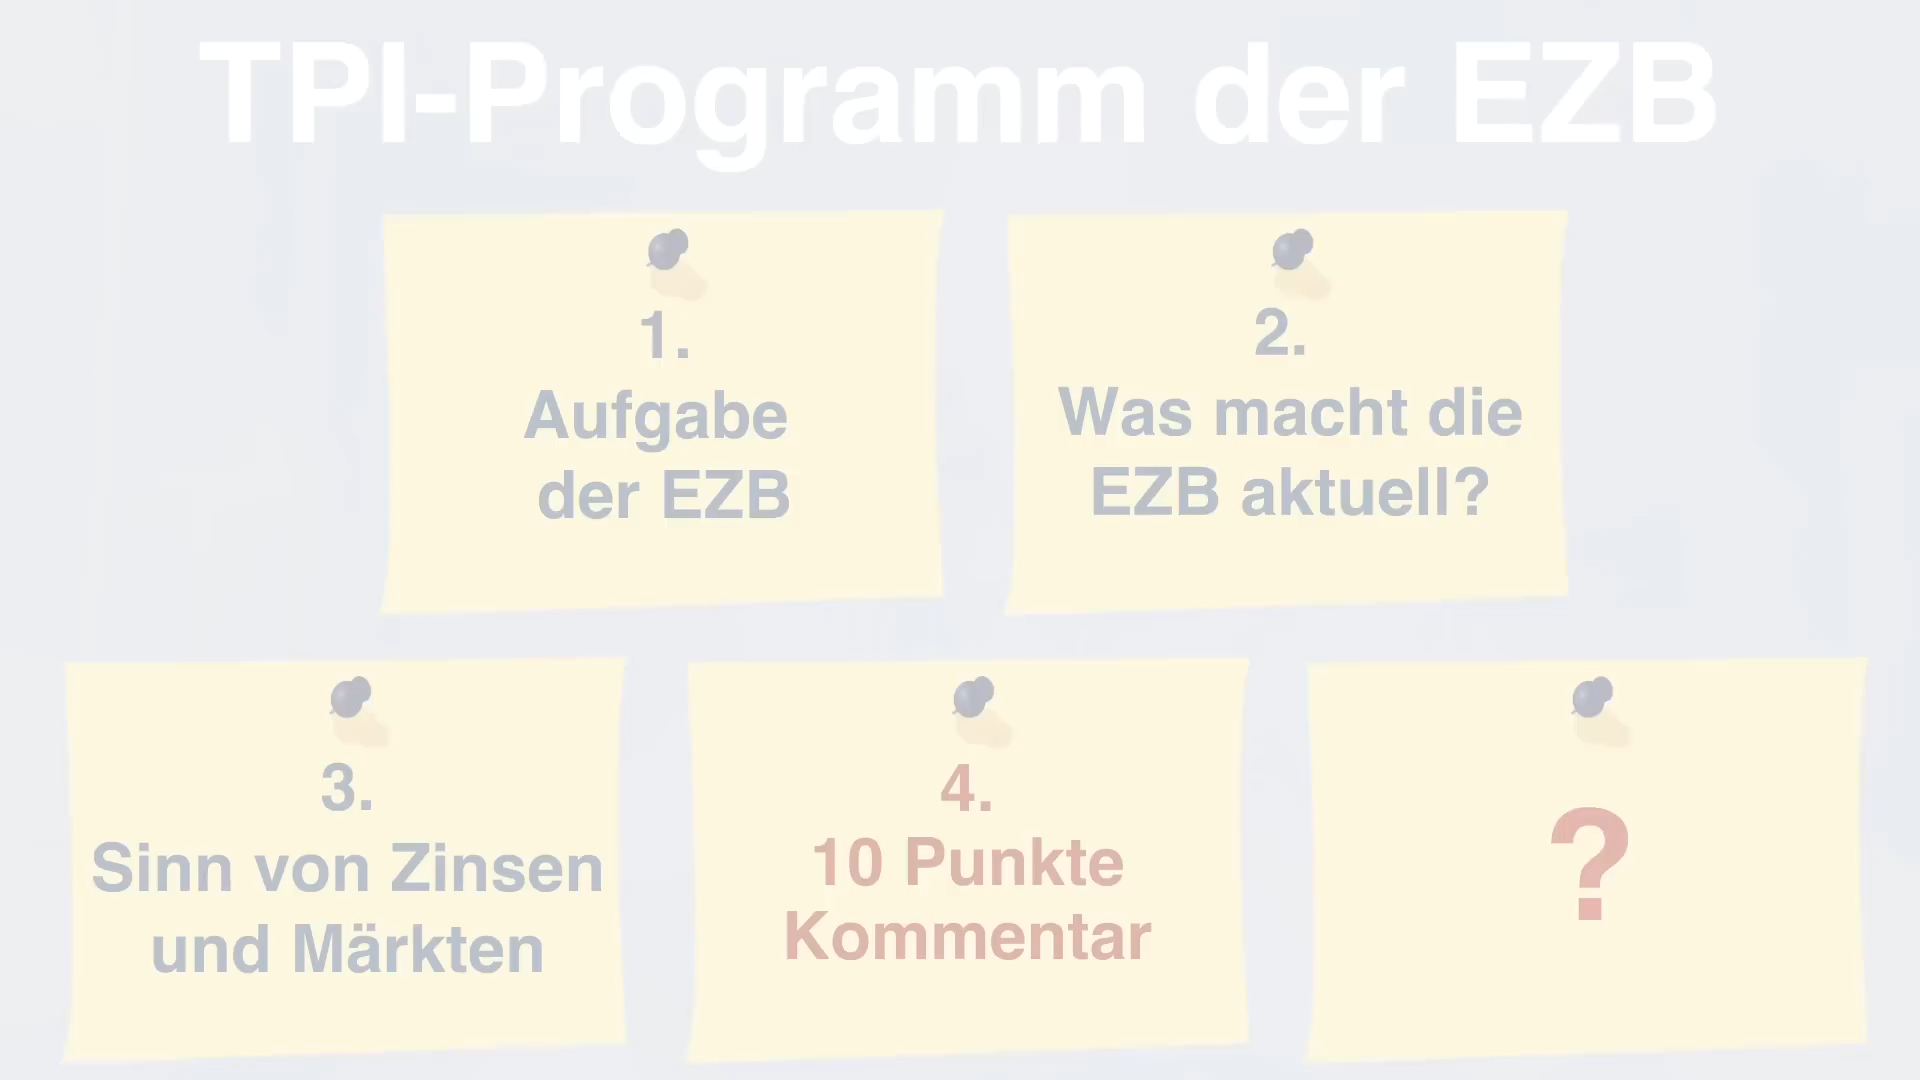 TPI-Programm der EZB
1.
Aufgabe
der EZB
2.
Was macht die
EZB aktuell?
3.
Sinn von Zinsen
und Märkten
4.
10 Punkte
Kommentar
?